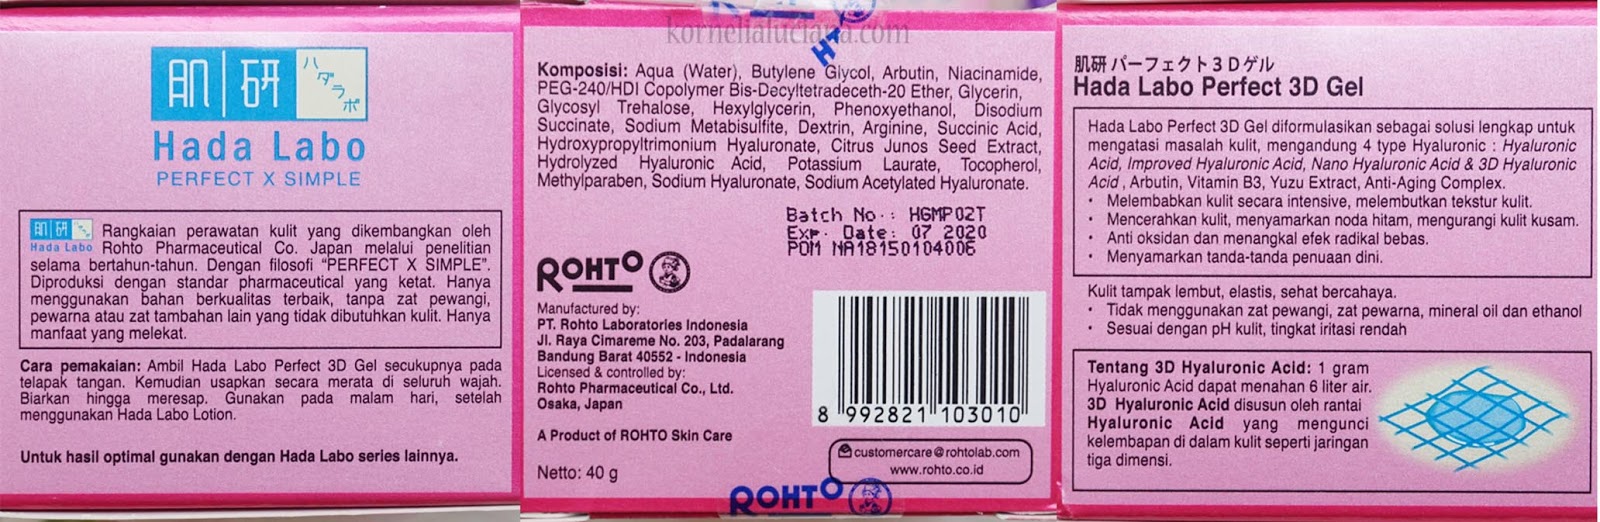 肌研
ハダラボ
Hada Labo
PERFECT X SIMPLE
肌研
Hada Labo
Rangkaian perawatan kulit yang dikembangkan oleh
Rohto Pharmaceutical Co. Japan melalui penelitian
selama bertahun-tahun. Dengan filosofi “PERFECT X SIMPLE”.
Diproduksi dengan standar pharmaceutical yang ketat. Hanya
menggunakan bahan berkualitas terbaik, tanpa zat pewangi,
pewarna atau zat tambahan lain yang tidak dibutuhkan kulit. Hanya
manfaat yang melekat.
Cara pemakaian: Ambil Hada Labo Perfect 3D Gel secukupnya pada
telapak tangan. Kemudian usapkan secara merata di seluruh wajah.
Biarkan hingga meresap. Gunakan pada malam hari, setelah
menggunakan Hada Labo Lotion.
Untuk hasil optimal gunakan dengan Hada Labo series lainnya.
kornelialuciana.com
Komposisi: Aqua (Water), Butylene Glycol, Arbutin, Niacinamide,
PEG-240/HDI Copolymer Bis-Decyltetradeceth-20 Ether, Glycerin,
Glycosyl Trehalose, Hexylglycerin, Phenoxyethanol, Disodium
Succinate, Sodium Metabisulfite, Dextrin, Arginine, Succinic Acid,
Hydroxypropyltrimonium Hyaluronate, Citrus Junos Seed Extract,
Hydrolyzed Hyaluronic Acid, Potassium Laurate, Tocopherol,
Methylparaben, Sodium Hyaluronate, Sodium Acetylated Hyaluronate.
Batch No.: HGMP02T
Exp. Date: 07 2020
POM NA18150104006
ROHTO
Manufactured by:
PT. Rohto Laboratories Indonesia
Jl. Raya Cimareme No. 203, Padalarang
Bandung Barat 40552 - Indonesia
Licensed & controlled by:
Rohto Pharmaceutical Co., Ltd.
Osaka, Japan
A Product of ROHTO Skin Care
Netto: 40 g
8 992821 103010
customercare@rohtolab.com
www.rohto.co.id
ROHTO
肌研 パーフェクト3Dゲル
Hada Labo Perfect 3D Gel
Hada Labo Perfect 3D Gel diformulasikan sebagai solusi lengkap untuk
mengatasi masalah kulit, mengandung 4 type Hyaluronic : Hyaluronic
Acid, Improved Hyaluronic Acid, Nano Hyaluronic Acid & 3D Hyaluronic
Acid , Arbutin, Vitamin B3, Yuzu Extract, Anti-Aging Complex.
• Melembabkan kulit secara intensive, melembutkan tekstur kulit.
• Mencerahkan kulit, menyamarkan noda hitam, mengurangi kulit kusam.
• Anti oksidan dan menangkal efek radikal bebas.
• Menyamarkan tanda-tanda penuaan dini.
Kulit tampak lembut, elastis, sehat bercahaya.
• Tidak menggunakan zat pewangi, zat pewarna, mineral oil dan ethanol
• Sesuai dengan pH kulit, tingkat iritasi rendah
Tentang 3D Hyaluronic Acid: 1 gram
Hyaluronic Acid dapat menahan 6 liter air.
3D Hyaluronic Acid disusun oleh rantai
Hyaluronic Acid yang mengunci
kelembapan di dalam kulit seperti jaringan
tiga dimensi.